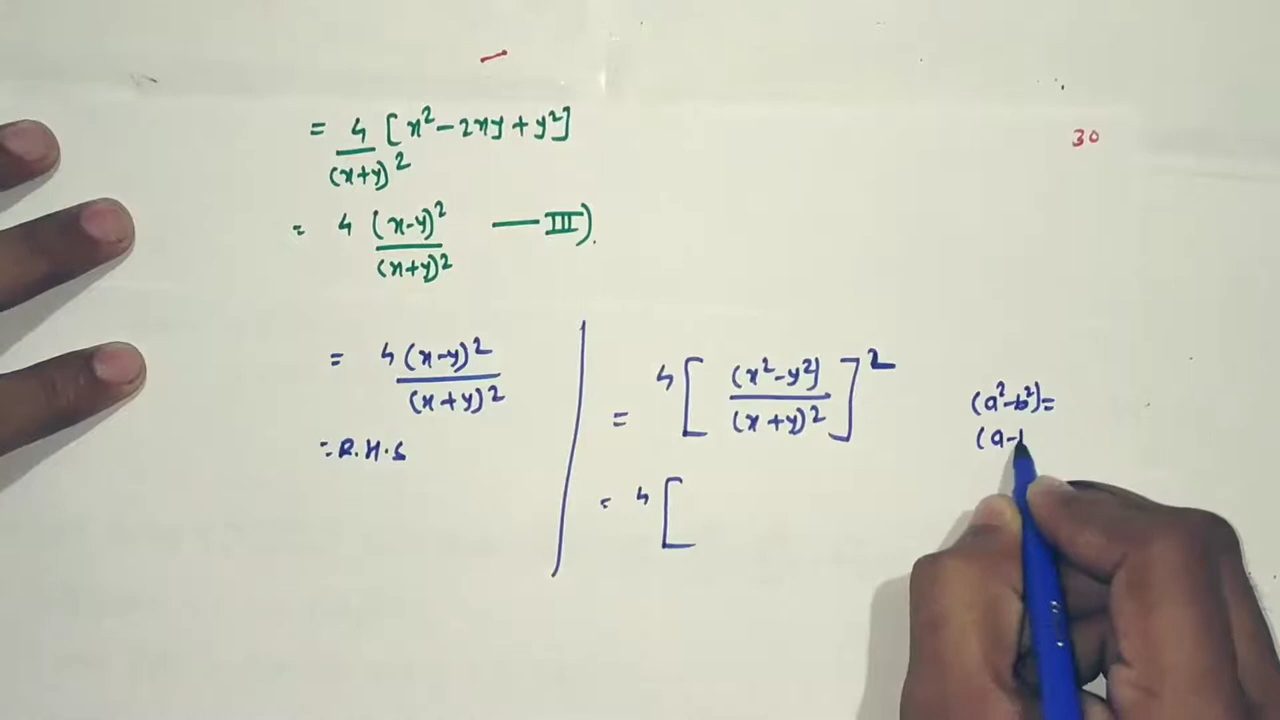 = 4/(x+y)² [x² - 2xy + y²]
30
= 4 (x-y)²/(x+y)² — III).
= 4(x-y)²/(x+y)²
= R.H.S
= 4[(x²-y²)/(x+y)²]²
= 4[
(a²-b²)=
(a-